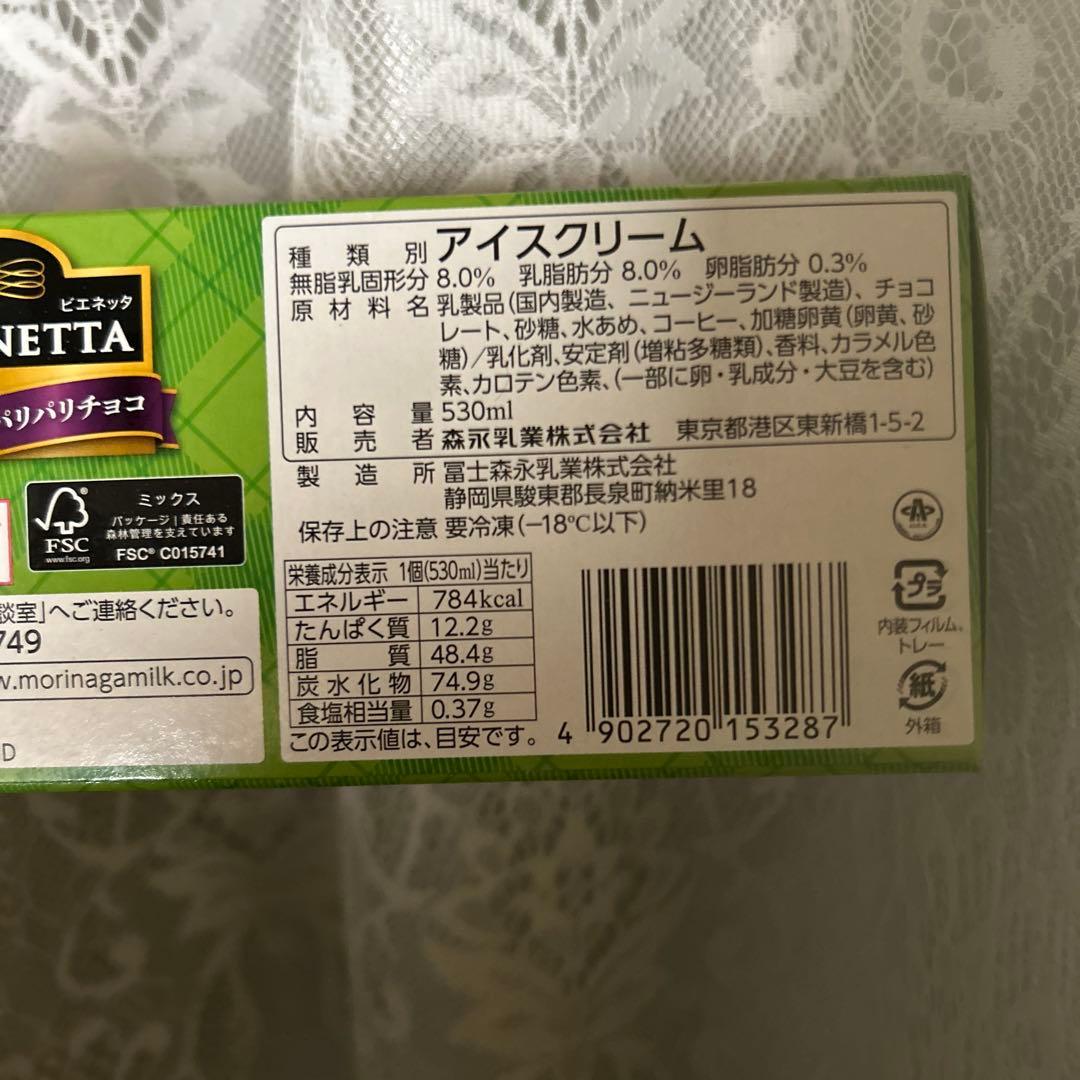 ビエネッタ
NETTA
パリパリチョコ
ミックス
パッケージ|責任ある
森林管理を支えています
FSC
www.fsc.org
FSC® C015741
談室」へご連絡ください。
749
w.morinagamilk.co.jp
D
種類別 アイスクリーム
無脂乳固形分 8.0% 乳脂肪分 8.0% 卵脂肪分 0.3%
原材料名 乳製品(国内製造、ニュージーランド製造)、チョコ
レート、砂糖、水あめ、コーヒー、加糖卵黄(卵黄、砂
糖)/乳化剤、安定剤(増粘多糖類)、香料、カラメル色
素、カロテン色素、(一部に卵・乳成分・大豆を含む)
内容量 530ml
販売者 森永乳業株式会社 東京都港区東新橋1-5-2
製造所 冨士森永乳業株式会社
静岡県駿東郡長泉町納米里18
保存上の注意 要冷凍(−18℃以下)
栄養成分表示 1個(530ml)当たり
エネルギー 784kcal
たんぱく質 12.2g
脂質 48.4g
炭水化物 74.9g
食塩相当量 0.37g
この表示値は、目安です。
4 902720 153287
プラ
内装フィルム、
トレー
紙
外箱